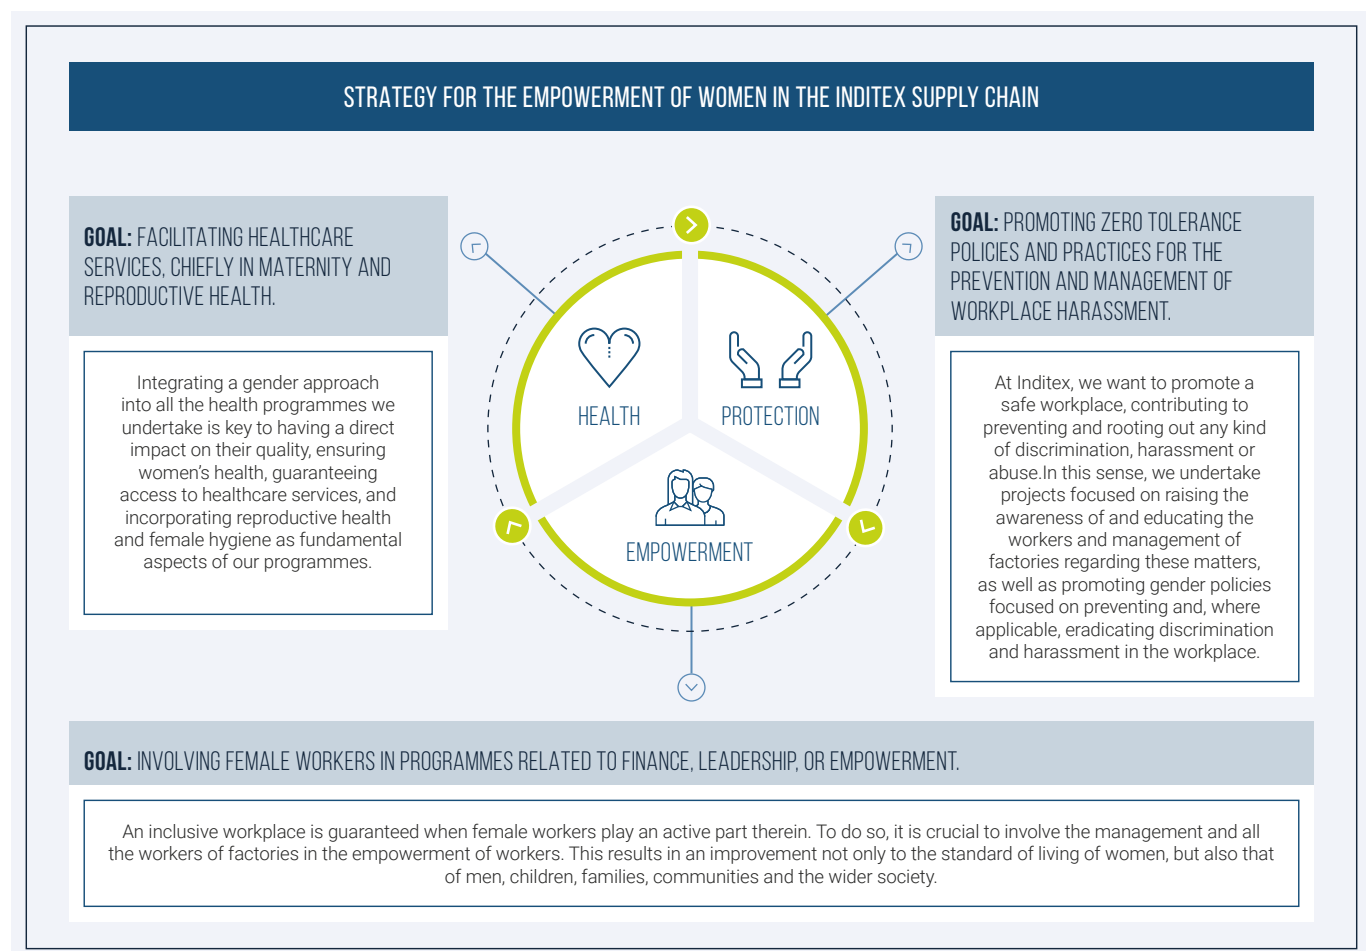 STRATEGY FOR THE EMPOWERMENT OF WOMEN IN THE INDITEX SUPPLY CHAIN
GOAL: FACILITATING HEALTHCARE
SERVICES, CHIEFLY IN MATERNITY AND
REPRODUCTIVE HEALTH.
Integrating a gender approach
into all the health programmes we
undertake is key to having a direct
impact on their quality, ensuring
women's health, guaranteeing
access to healthcare services, and
incorporating reproductive health
and female hygiene as fundamental
aspects of our programmes.
HEALTH
PROTECTION
EMPOWERMENT
GOAL: PROMOTING ZERO TOLERANCE
POLICIES AND PRACTICES FOR THE
PREVENTION AND MANAGEMENT OF
WORKPLACE HARASSMENT.
At Inditex, we want to promote a
safe workplace, contributing to
preventing and rooting out any kind
of discrimination, harassment or
abuse.In this sense, we undertake
projects focused on raising the
awareness of and educating the
workers and management of
factories regarding these matters,
as well as promoting gender policies
focused on preventing and, where
applicable, eradicating discrimination
and harassment in the workplace.
GOAL: INVOLVING FEMALE WORKERS IN PROGRAMMES RELATED TO FINANCE, LEADERSHIP, OR EMPOWERMENT.
An inclusive workplace is guaranteed when female workers play an active part therein. To do so, it is crucial to involve the management and all
the workers of factories in the empowerment of workers. This results in an improvement not only to the standard of living of women, but also that
of men, children, families, communities and the wider society.